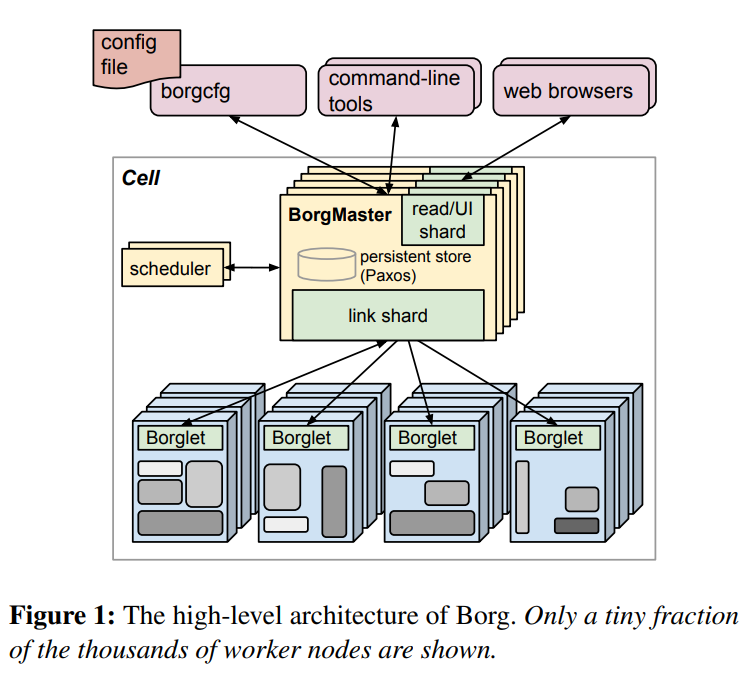 config
file
borgcfg
command-line
tools
web browsers
Cell
BorgMaster
read/UI
shard
persistent store
(Paxos)
scheduler
link shard
Borglet
Borglet
Borglet
Borglet
Figure 1: The high-level architecture of Borg. Only a tiny fraction
of the thousands of worker nodes are shown.